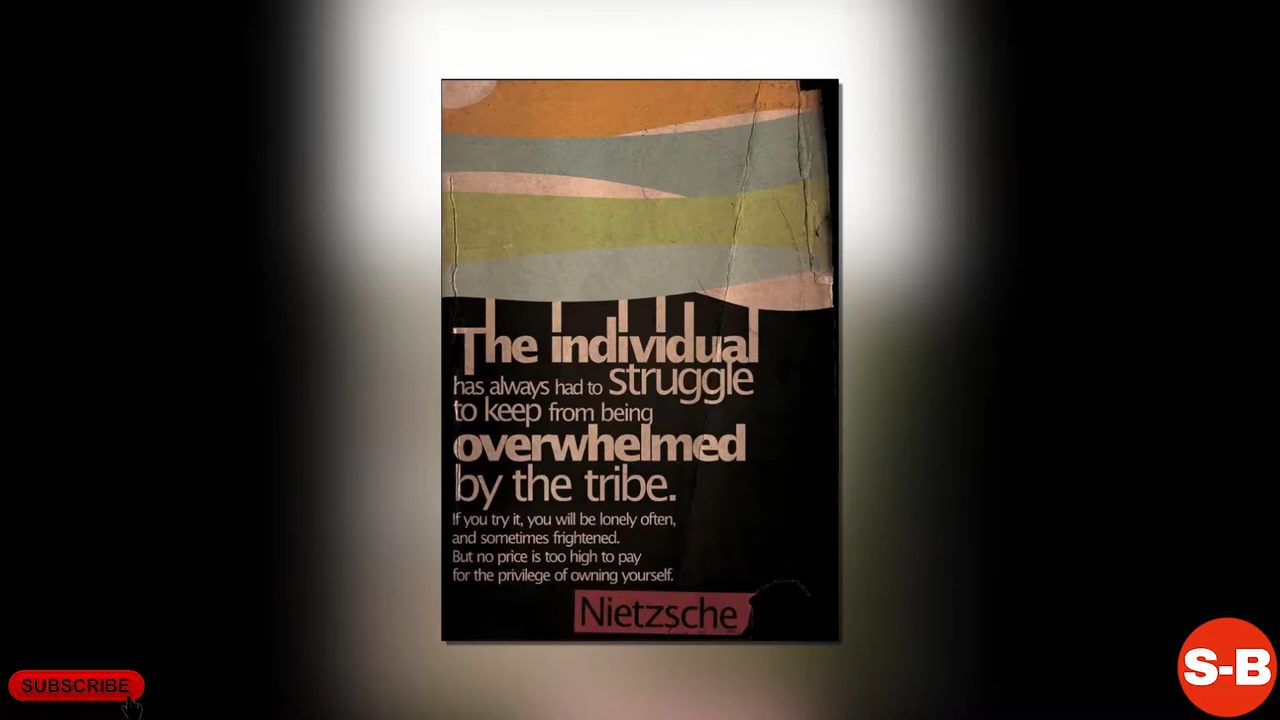 The individual
has always had to struggle
to keep from being
overwhelmed
by the tribe.
If you try it, you will be lonely often,
and sometimes frightened.
But no price is too high to pay
for the privilege of owning yourself.
Nietzsche
SUBSCRIBE
S-B